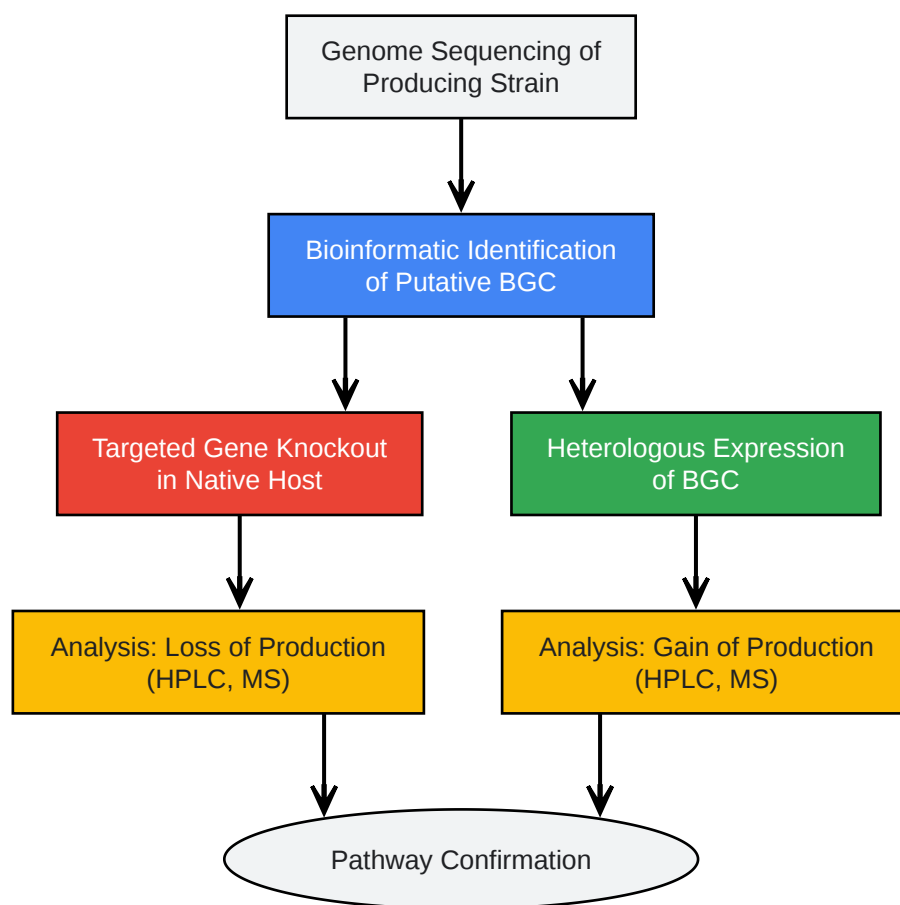 Genome Sequencing of
Producing Strain
Bioinformatic Identification
of Putative BGC
Targeted Gene Knockout
in Native Host
Heterologous Expression
of BGC
Analysis: Loss of Production
(HPLC, MS)
Analysis: Gain of Production
(HPLC, MS)
Pathway Confirmation